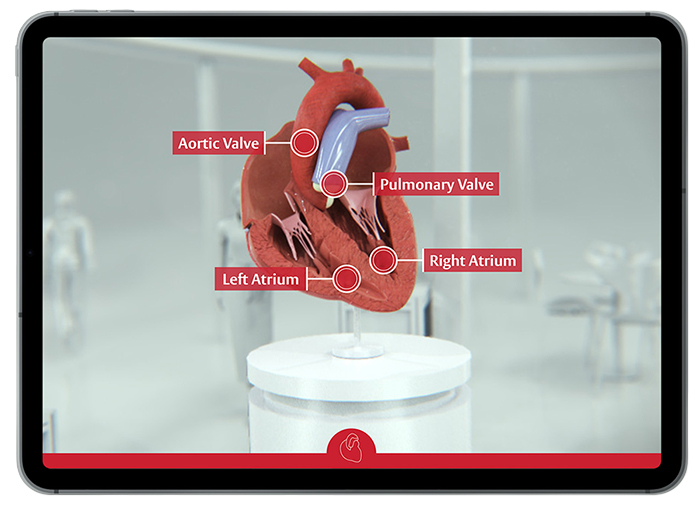 Aortic Valve
Pulmonary Valve
Right Atrium
Left Atrium